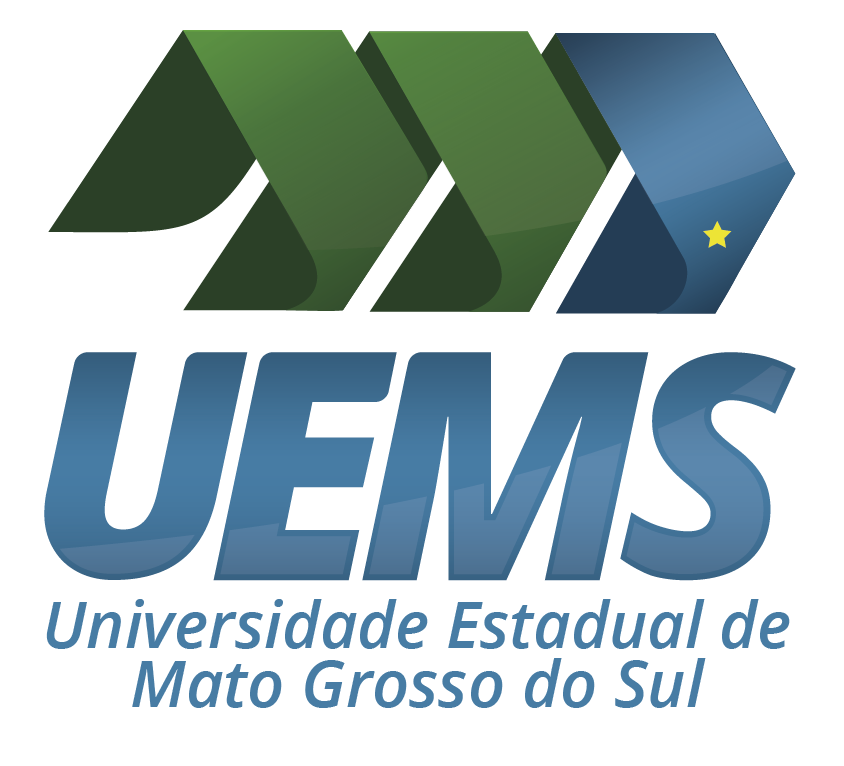 UEMS
Universidade Estadual de
Mato Grosso do Sul